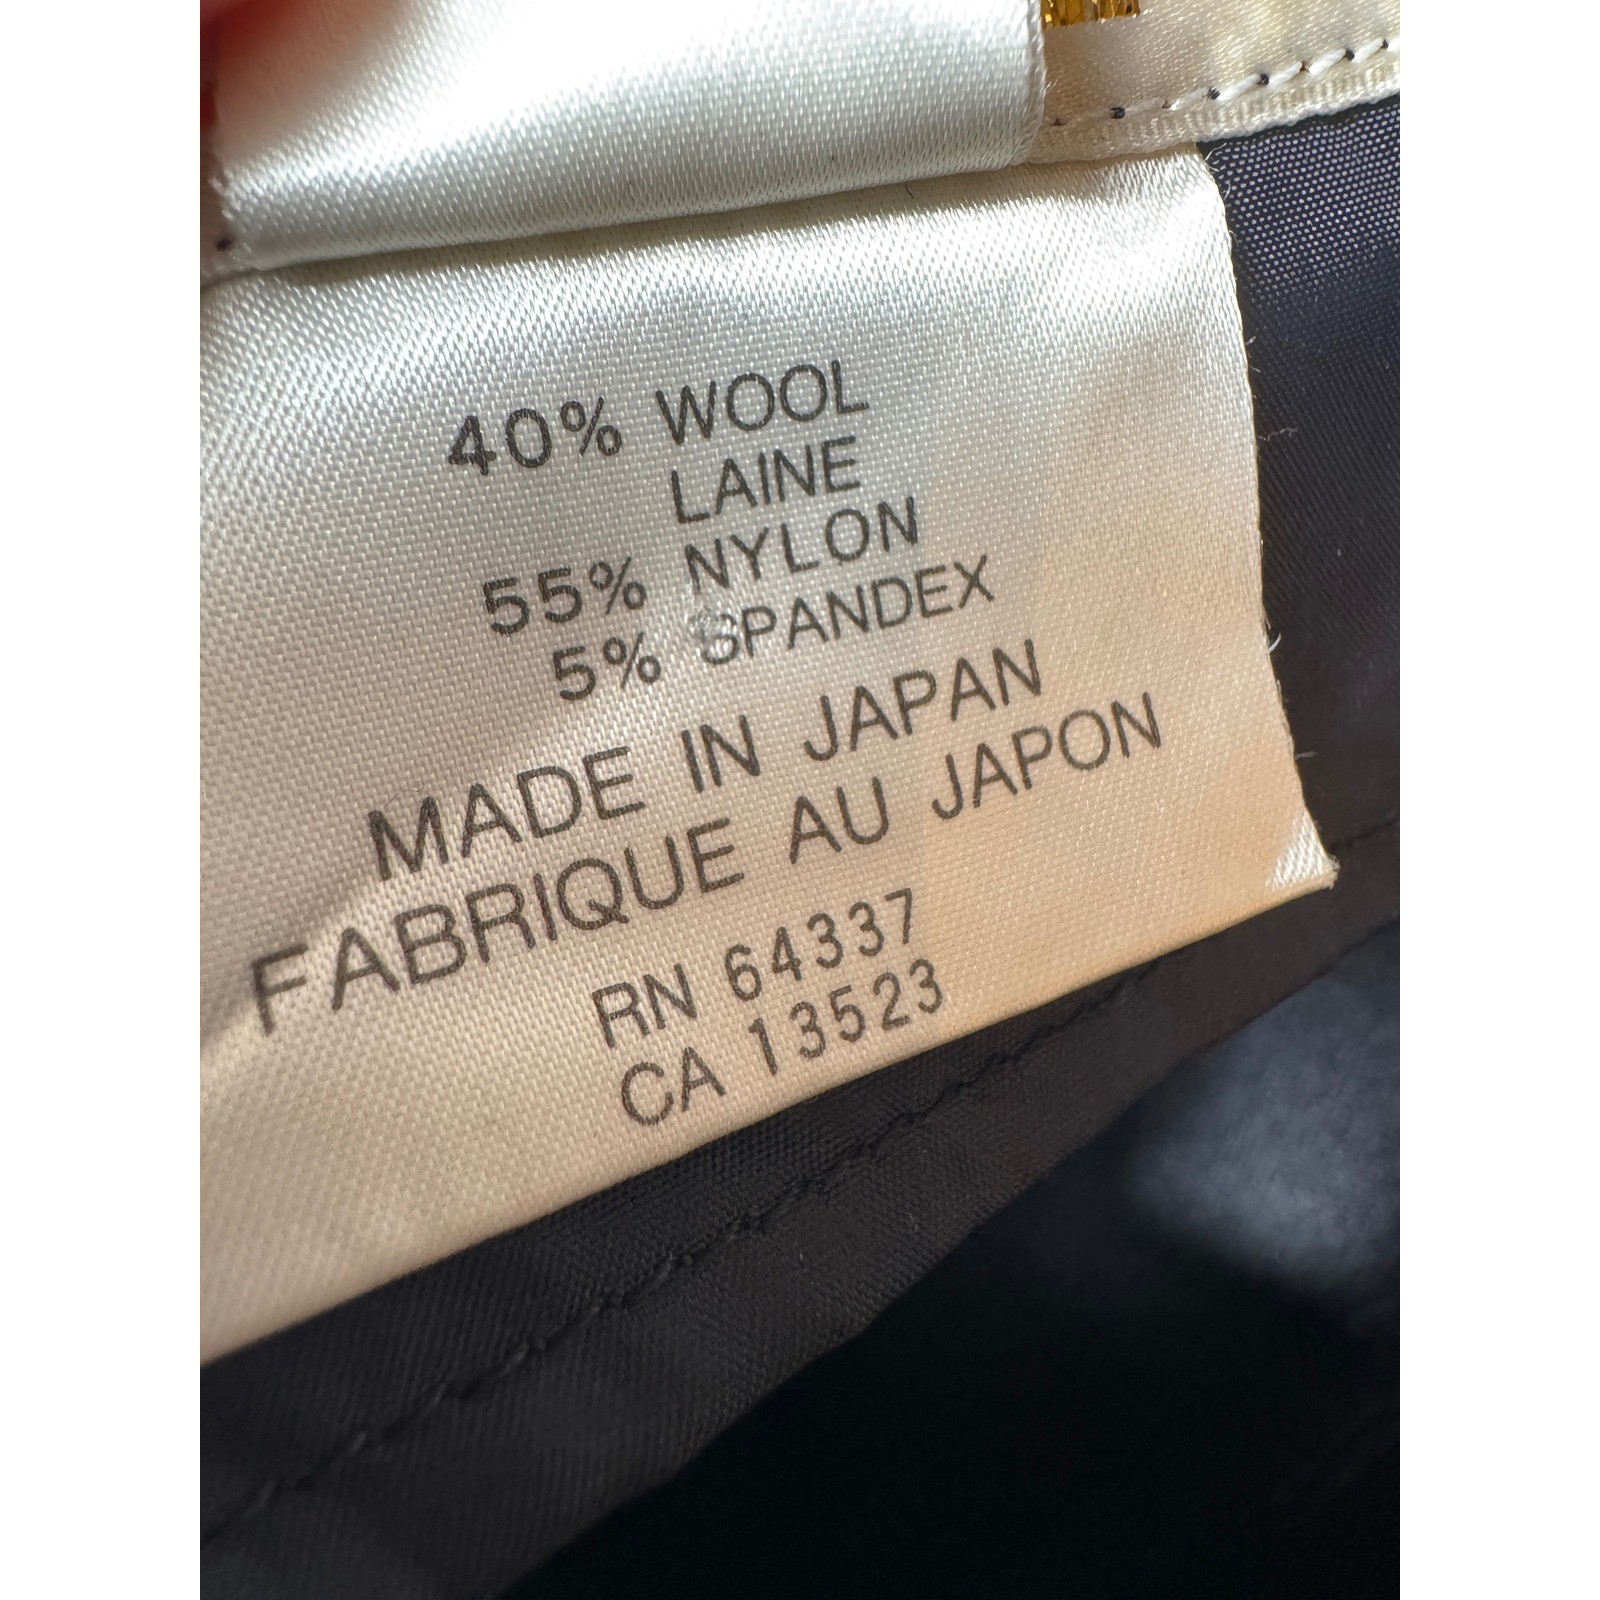 40% WOOL
LAINE
55% NYLON
5% SPANDEX
MADE IN JAPAN
FABRIQUE AU JAPON
RN 64337
CA 13523